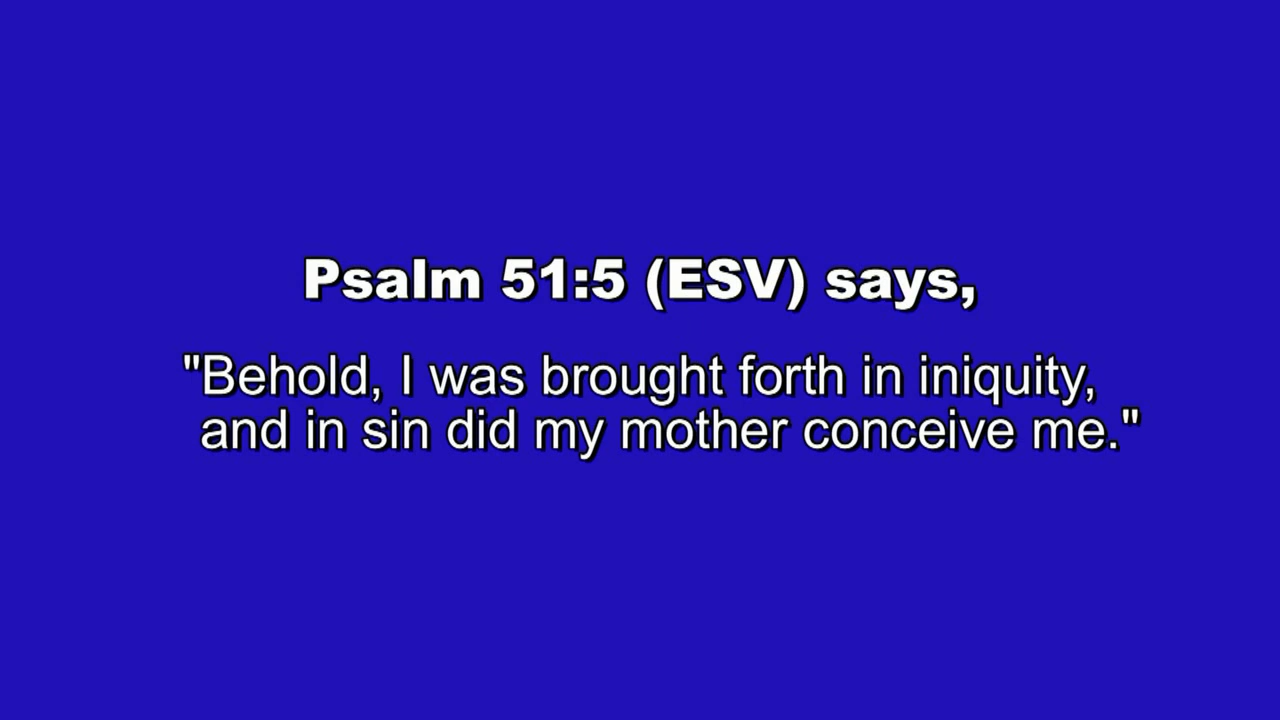 Psalm 51:5 (ESV) says,
"Behold, I was brought forth in iniquity,
and in sin did my mother conceive me."